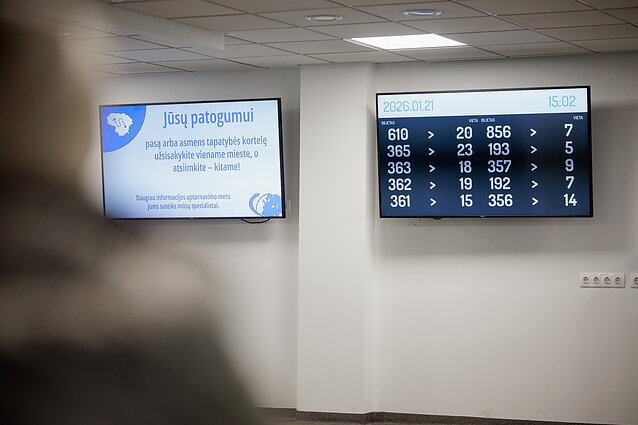 Jūsų patogumui
pasą arba asmens tapatybės kortelę
užsisakykite viename mieste, o
atsiimkite – kitame!
Daugiau informacijos aptarnavimo metu
jums suteiks mūsų specialistai.
2026.01.21 15:02
BILIETAS VIETA BILIETAS VIETA
610 > 20 856 > 7
365 > 23 193 > 5
363 > 18 357 > 9
362 > 19 192 > 7
361 > 15 356 > 14